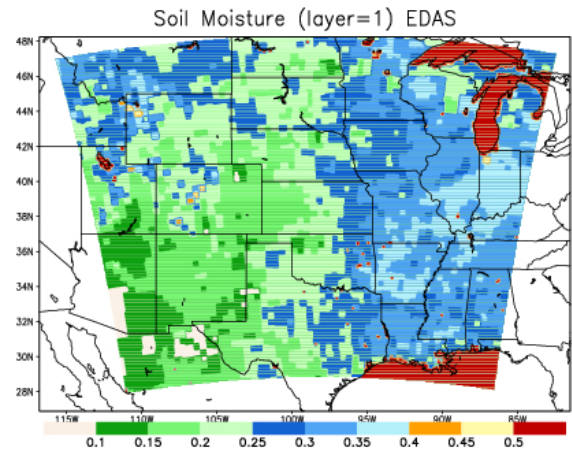 Soil Moisture (layer=1) EDAS
48N
46N
44N
42N
40N
38N
36N
34N
32N
30N
28N
115W 110W 105W 100W 95W 90W 85W
0.1 0.15 0.2 0.25 0.3 0.35 0.4 0.45 0.5